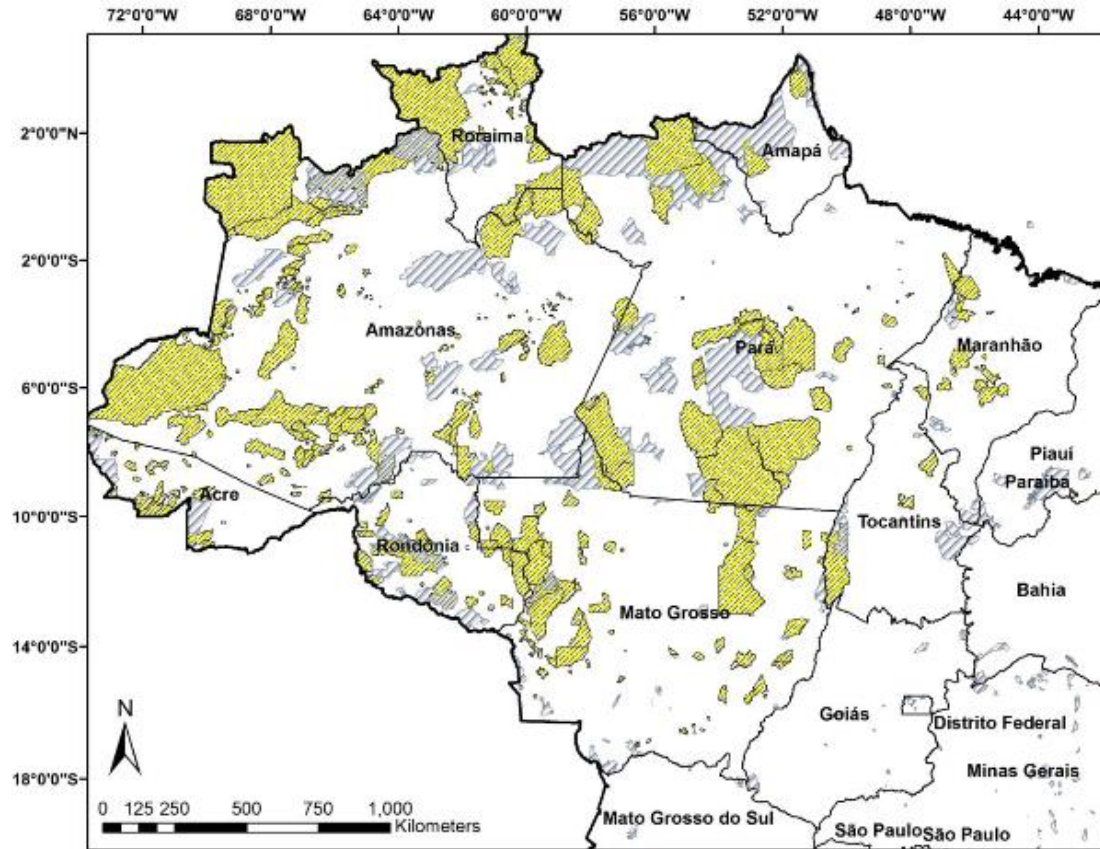 72°0'0"W 68°0'0"W 64°0'0"W 60°0'0"W 56°0'0"W 52°0'0"W 48°0'0"W 44°0'0"W
2°0'0"N
Roraima
Amapá
2°0'0"S
Amazônas
Pará
Maranhão
6°0'0"S
Piauí
Paraíba
Acre
10°0'0"S
Tocantins
Rondônia
Bahia
Mato Grosso
14°0'0"S
N
Goiás
Distrito Federal
18°0'0"S
Minas Gerais
0 125 250 500 750 1,000
Kilometers
Mato Grosso do Sul
São Paulo
São Paulo